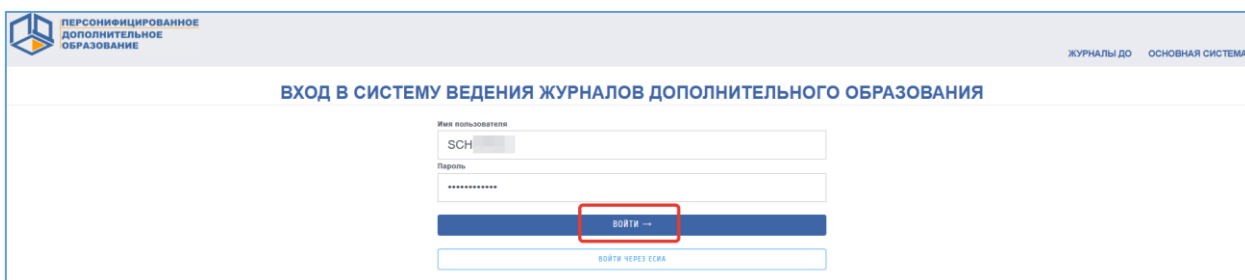 ПЕРСОНИФИЦИРОВАННОЕ
ДОПОЛНИТЕЛЬНОЕ
ОБРАЗОВАНИЕ
ЖУРНАЛЫ ДО ОСНОВНАЯ СИСТЕМА
ВХОД В СИСТЕМУ ВЕДЕНИЯ ЖУРНАЛОВ ДОПОЛНИТЕЛЬНОГО ОБРАЗОВАНИЯ
Имя пользователя
SCH
Пароль
••••••••••••
ВОЙТИ →
ВОЙТИ ЧЕРЕЗ ЕСИА